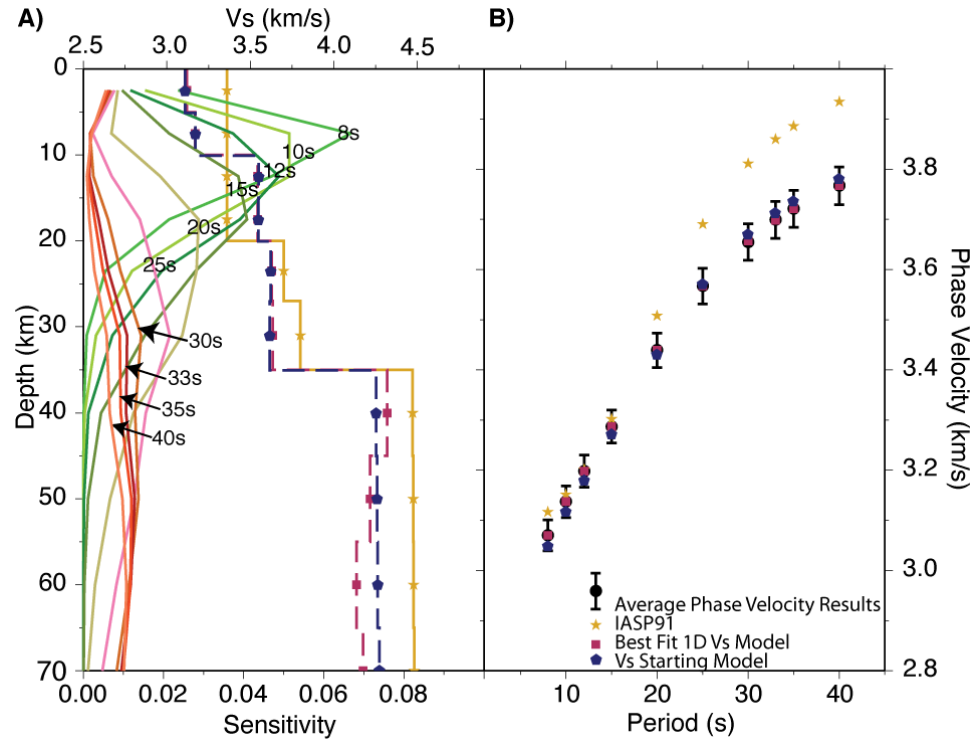 A)
Vs (km/s)
B)
2.5 3.0 3.5 4.0 4.5
0
10
20
30
40
50
60
70
Depth (km)
8s
10s
12s
15s
20s
25s
30s
33s
35s
40s
0.00 0.02 0.04 0.06 0.08
Sensitivity
3.8
3.6
3.4
3.2
3.0
2.8
Phase Velocity (km/s)
Average Phase Velocity Results
IASP91
Best Fit 1D Vs Model
Vs Starting Model
10 20 30 40
Period (s)